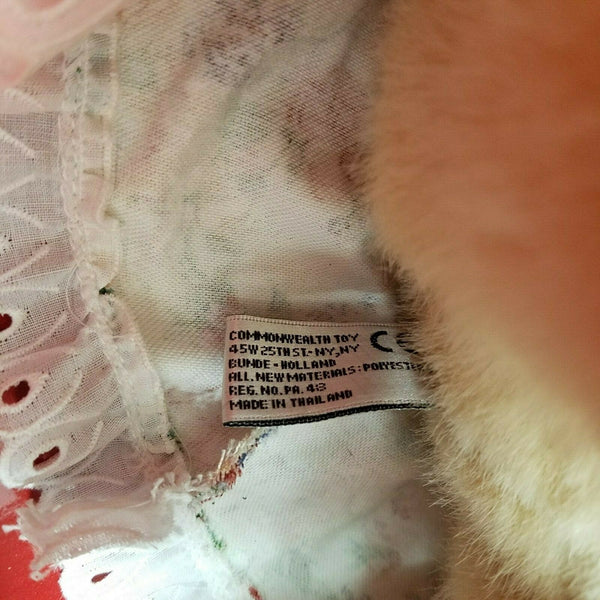 COMMONWEALTH TOY
45W 25TH ST.- NY, NY
BUNDE - HOLLAND
ALL NEW MATERIALS : POLYESTER
REG. NO. PA. 48
MADE IN THAILAND
CE